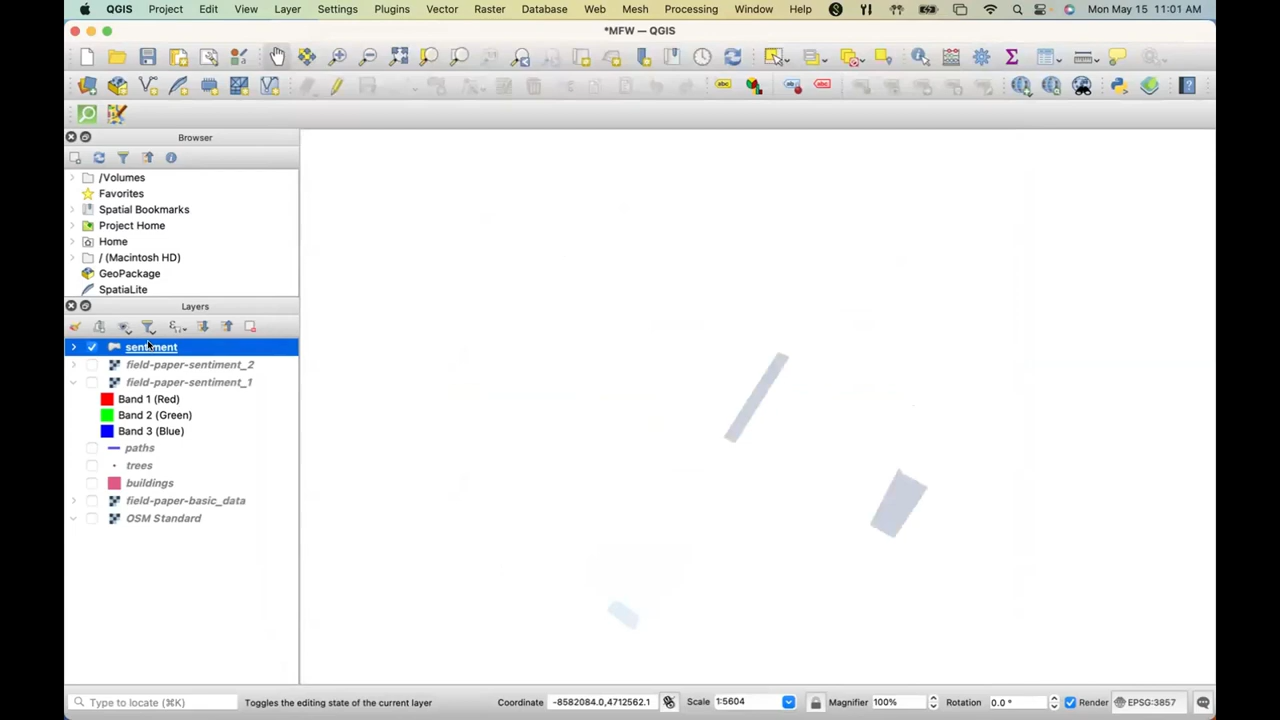 QGIS Project Edit View Layer Settings Plugins Vector Raster Database Web Mesh Processing Window Help Mon May 15 11:01 AM
*MFW — QGIS
abc abc abc
Browser
/Volumes
Favorites
Spatial Bookmarks
Project Home
Home
/ (Macintosh HD)
GeoPackage
SpatiaLite
Layers
sentiment
field-paper-sentiment_2
field-paper-sentiment_1
Band 1 (Red)
Band 2 (Green)
Band 3 (Blue)
paths
trees
buildings
field-paper-basic_data
OSM Standard
Type to locate (⌘K) Toggles the editing state of the current layer Coordinate -8582084.0,4712562.1 Scale 1:5604 Magnifier 100% Rotation 0.0 ° Render EPSG:3857